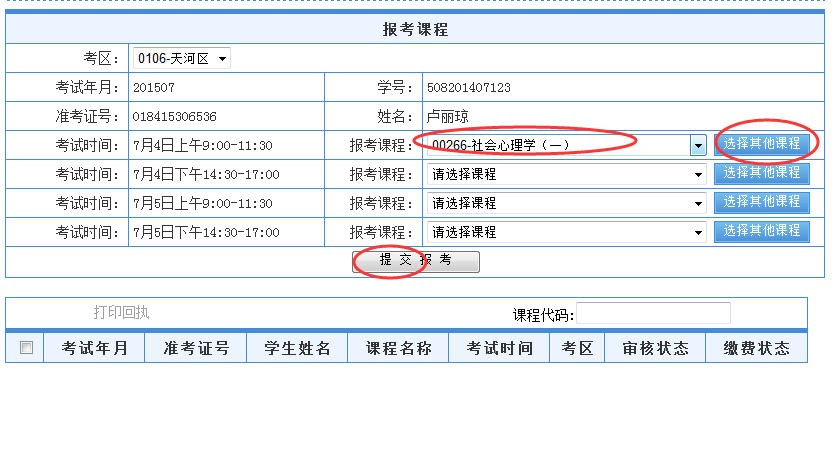 报考课程
考区： 0106-天河区
考试年月： 201507 学号： 508201407123
准考证号： 018415306536 姓名： 卢丽琼
考试时间： 7月4日上午9:00-11:30 报考课程： 00266-社会心理学（一） 选择其他课程
考试时间： 7月4日下午14:30-17:00 报考课程： 请选择课程 选择其他课程
考试时间： 7月5日上午9:00-11:30 报考课程： 请选择课程 选择其他课程
考试时间： 7月5日下午14:30-17:00 报考课程： 请选择课程 选择其他课程
提 交 报 考
打印回执 课程代码:
考试年月 准考证号 学生姓名 课程名称 考试时间 考区 审核状态 缴费状态